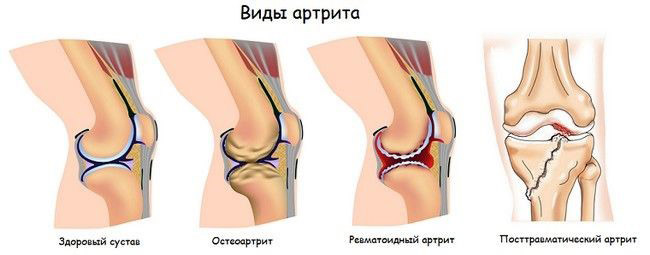 Виды артрита
Здоровый сустав
Остеоартрит
Ревматоидный артрит
Посттравматический артрит